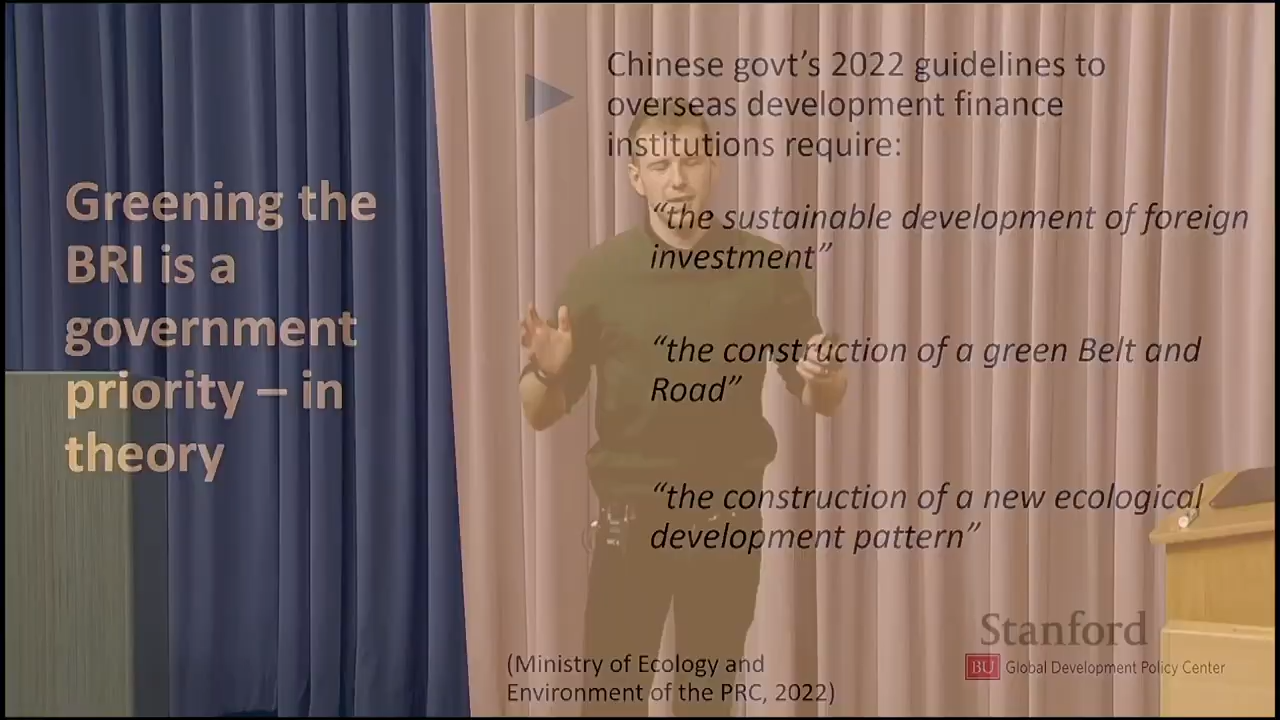 Greening the
BRI is a
government
priority – in
theory
Chinese govt’s 2022 guidelines to
overseas development finance
institutions require:
“the sustainable development of foreign
investment”
“the construction of a green Belt and
Road”
“the construction of a new ecological
development pattern”
(Ministry of Ecology and
Environment of the PRC, 2022)
Stanford
BU Global Development Policy Center